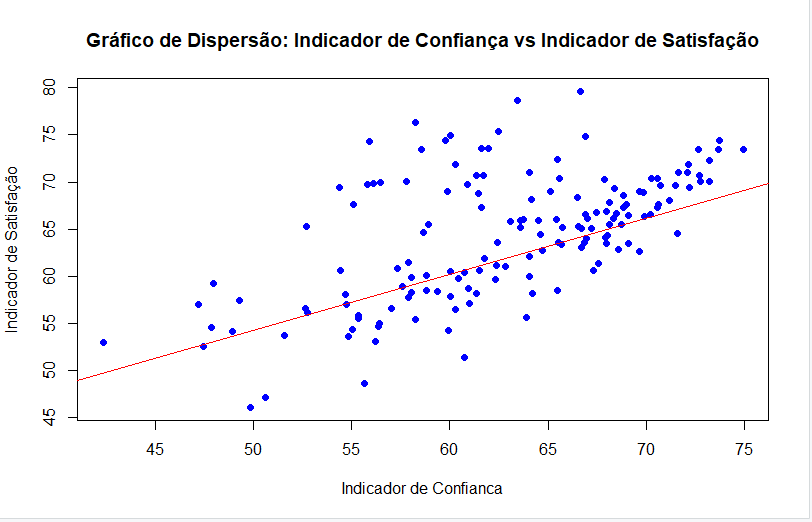 Gráfico de Dispersão: Indicador de Confiança vs Indicador de Satisfação
Indicador de Satisfação
80
75
70
65
60
55
50
45
45 50 55 60 65 70 75
Indicador de Confianca